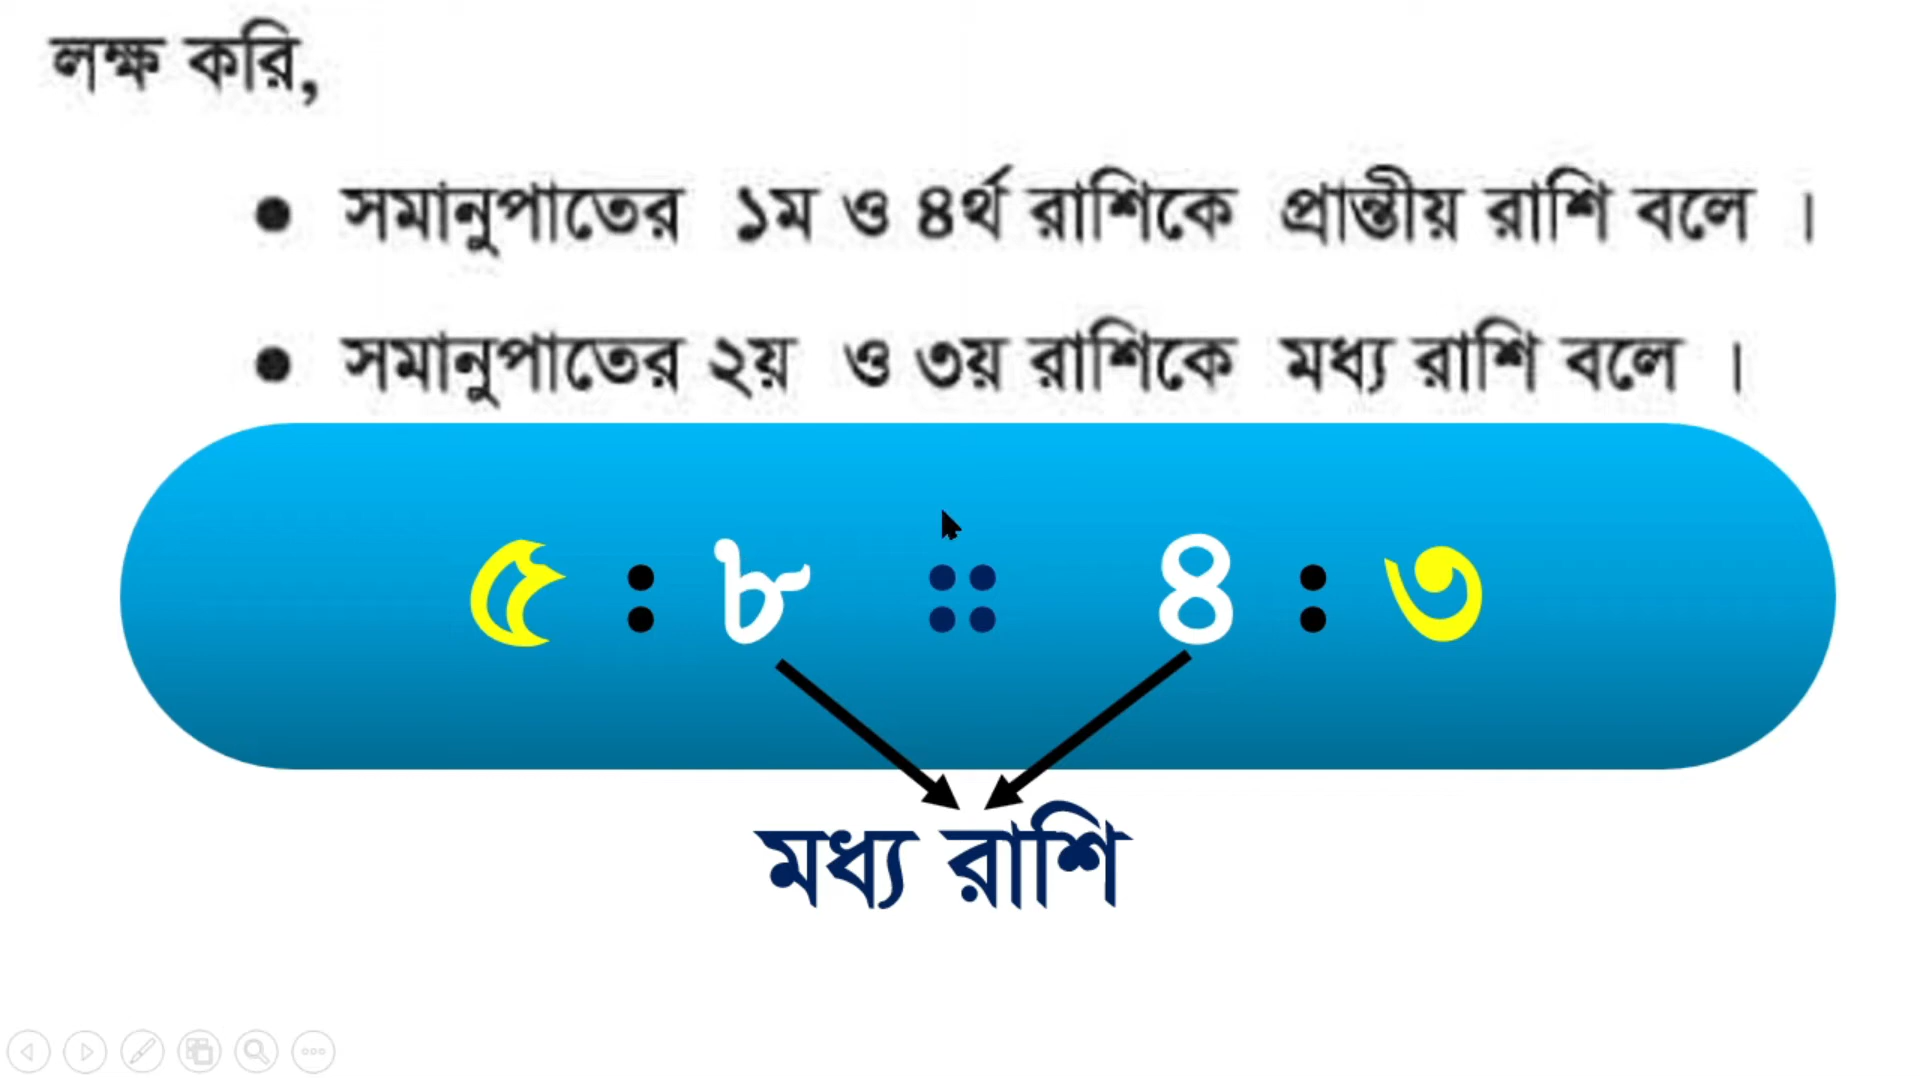 লক্ষ করি,
● সমানুপাতের ১ম ও ৪র্থ রাশিকে প্রান্তীয় রাশি বলে ।
● সমানুপাতের ২য় ও ৩য় রাশিকে মধ্য রাশি বলে ।
৫ : ৮ ∷ ৪ : ৩
মধ্য রাশি